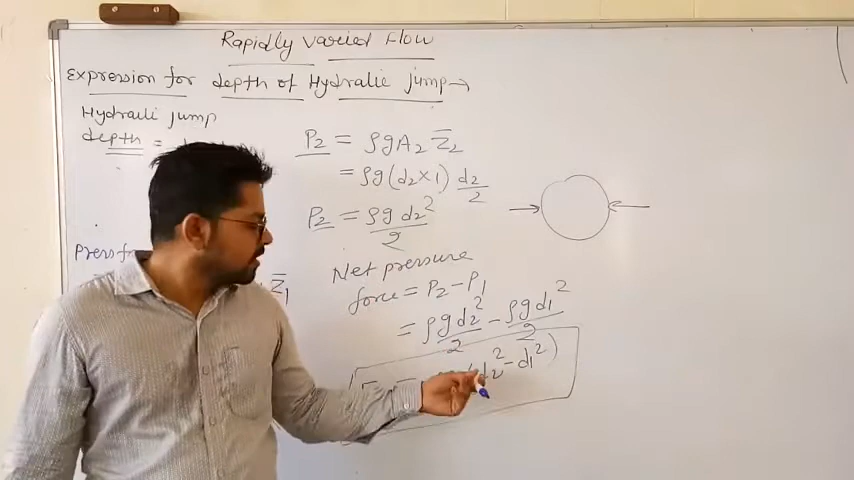 Rapidly varied Flow
Expression for depth of Hydralic jump →
Hydraulic jump
depth =
P2 = ρgA2 Z̄2
= ρg(d2×1) d2/2
P2 = ρg d2²/2
Press
Z̄1
Net pressure
force = P2 - P1
= ρg d2²/2 - ρg d1²/2
d2² - d1²)